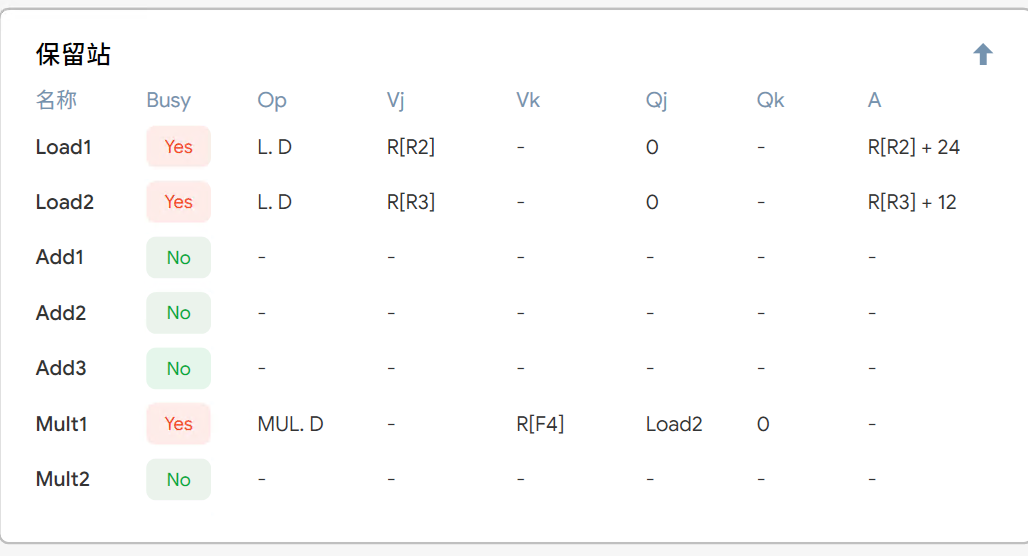 保留站
名称 Busy Op Vj Vk Qj Qk A
Load1 Yes L. D R[R2] - 0 - R[R2] + 24
Load2 Yes L. D R[R3] - 0 - R[R3] + 12
Add1 No - - - - - -
Add2 No - - - - - -
Add3 No - - - - - -
Mult1 Yes MUL. D - R[F4] Load2 0 -
Mult2 No - - - - - -